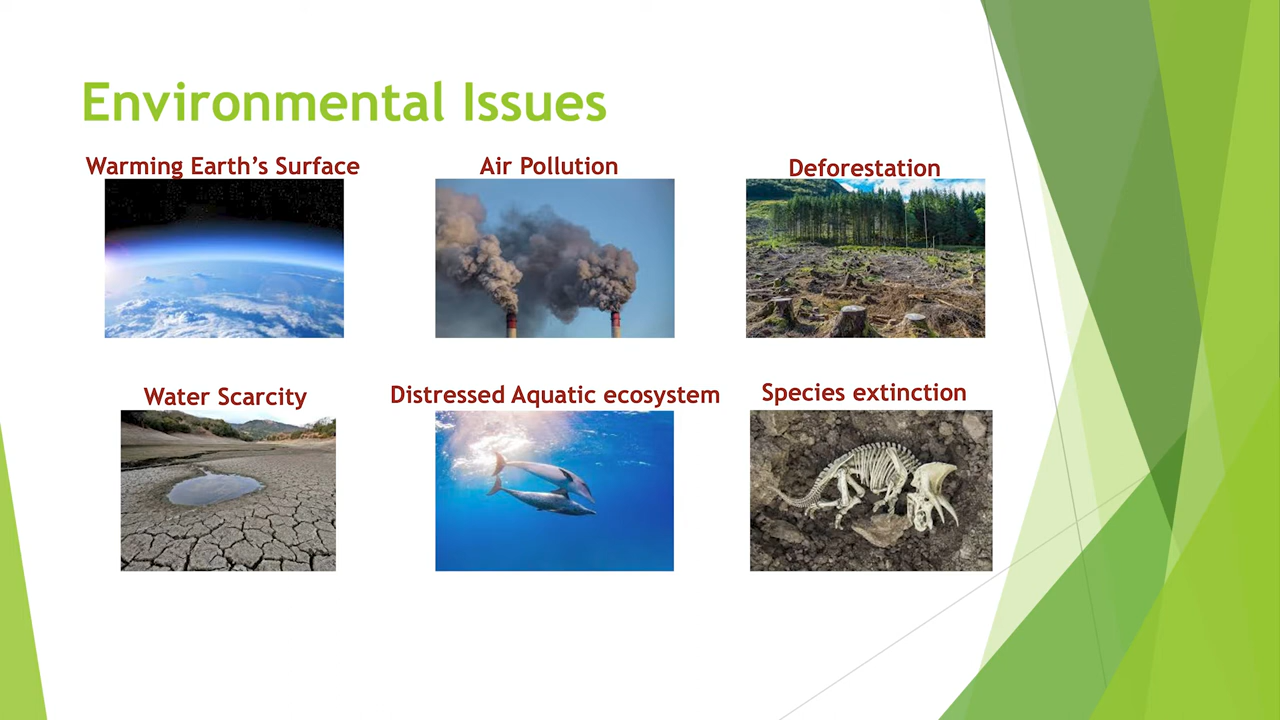 Environmental Issues
Warming Earth's Surface
Air Pollution
Deforestation
Water Scarcity
Distressed Aquatic ecosystem
Species extinction